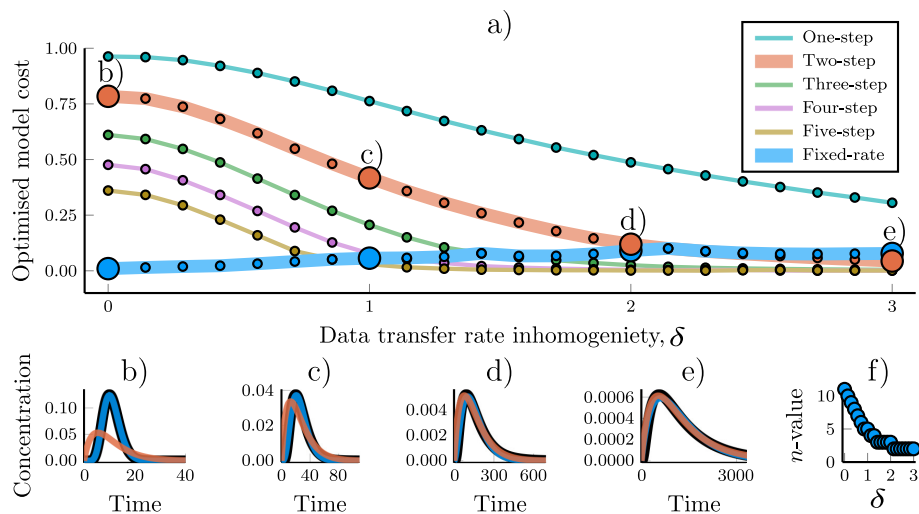 a)
One-step
Two-step
Three-step
Four-step
Five-step
Fixed-rate
Optimised model cost
1.00
0.75
0.50
0.25
0.00
b)
c)
d)
e)
0 1 2 3
Data transfer rate inhomogeniety, δ
b)
c)
d)
e)
f)
Concentration
0.10
0.05
0.00
0 20 40
Time
0.04
0.02
0.00
0 40 80
Time
0.004
0.002
0.000
0 300 600
Time
0.0006
0.0004
0.0002
0.0000
0 3300
Time
n-value
10
5
0
0 1 2 3
δ